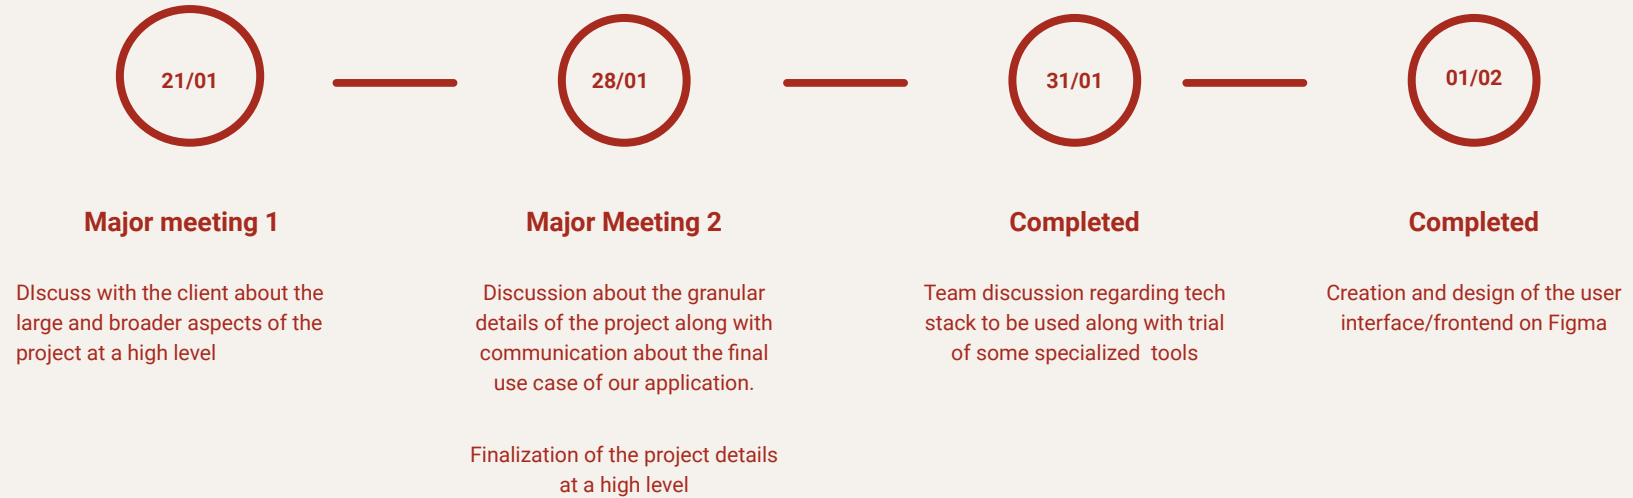 21/01
28/01
31/01
01/02
Major meeting 1
DIscuss with the client about the
large and broader aspects of the
project at a high level
Major Meeting 2
Discussion about the granular
details of the project along with
communication about the final
use case of our application.
Finalization of the project details
at a high level
Completed
Team discussion regarding tech
stack to be used along with trial
of some specialized  tools
Completed
Creation and design of the user
interface/frontend on Figma